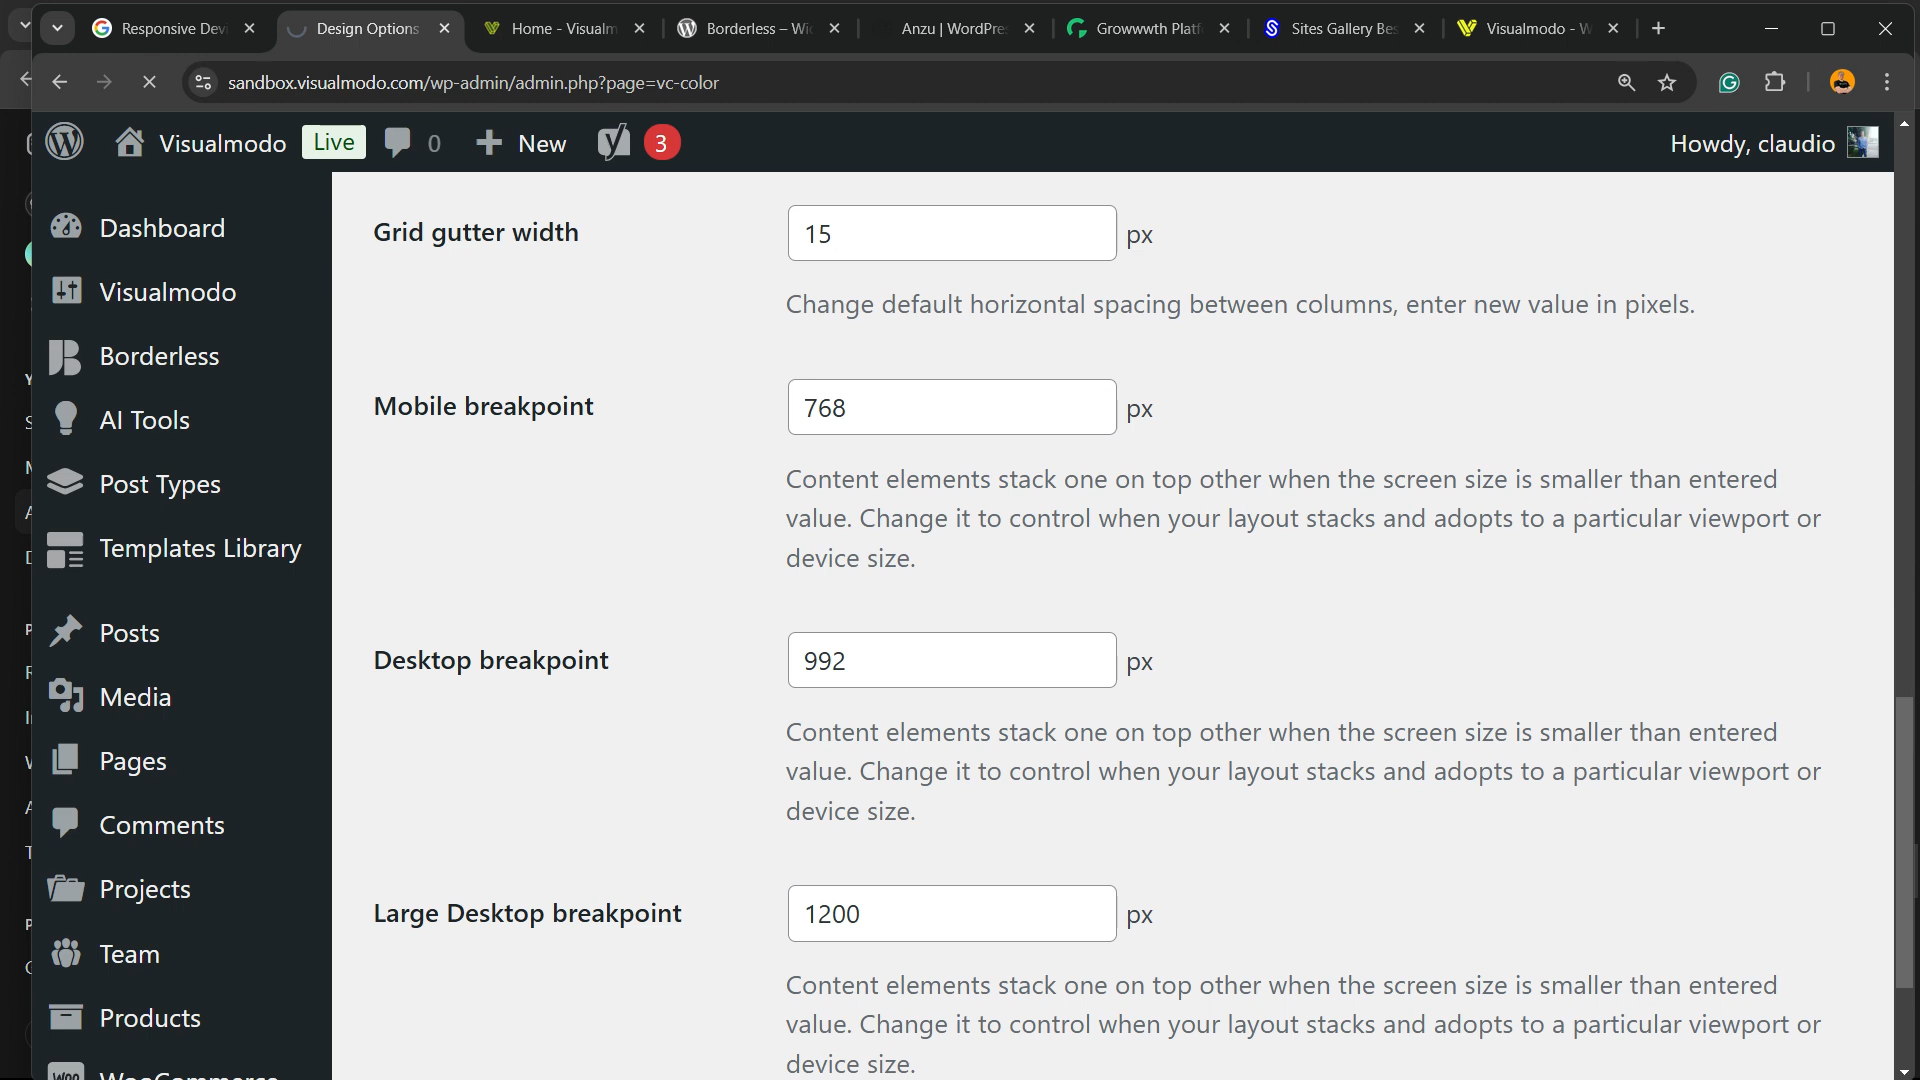 Responsive Devi
Design Options
Home - Visualm
Borderless – Wi
Anzu | WordPres
Growwwth Platf
Sites Gallery Bes
Visualmodo - W
sandbox.visualmodo.com/wp-admin/admin.php?page=vc-color
Visualmodo Live 0 New 3 Howdy, claudio
Dashboard
Visualmodo
Borderless
AI Tools
Post Types
Templates Library
Posts
Media
Pages
Comments
Projects
Team
Products
WooCommerce
Grid gutter width
15 px
Change default horizontal spacing between columns, enter new value in pixels.
Mobile breakpoint
768 px
Content elements stack one on top other when the screen size is smaller than entered
value. Change it to control when your layout stacks and adopts to a particular viewport or
device size.
Desktop breakpoint
992 px
Content elements stack one on top other when the screen size is smaller than entered
value. Change it to control when your layout stacks and adopts to a particular viewport or
device size.
Large Desktop breakpoint
1200 px
Content elements stack one on top other when the screen size is smaller than entered
value. Change it to control when your layout stacks and adopts to a particular viewport or
device size.